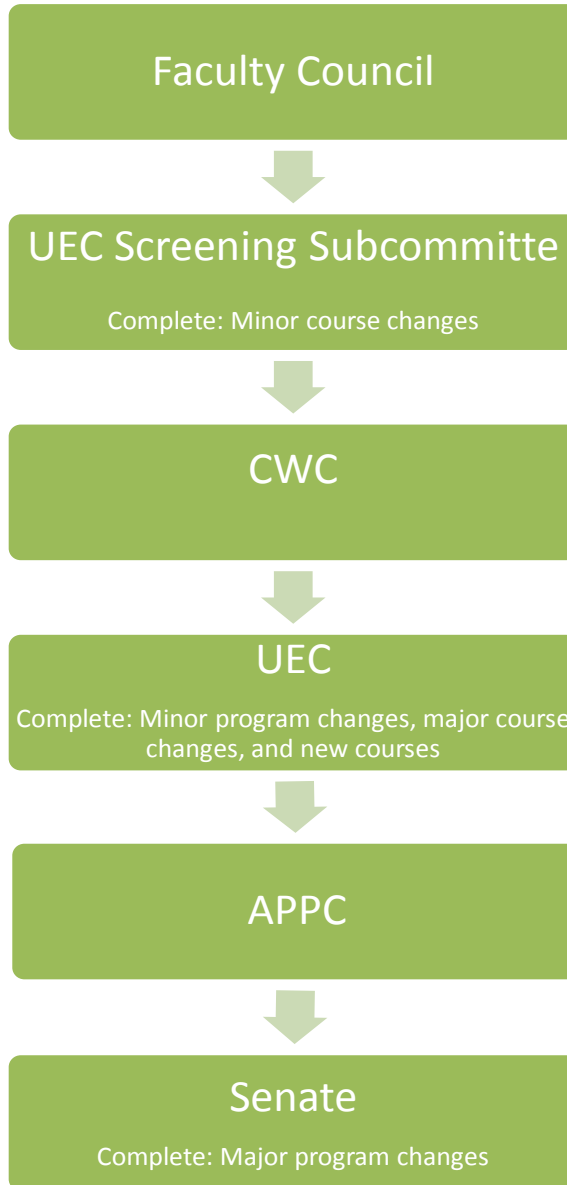 Faculty Council
UEC Screening Subcommitte
Complete: Minor course changes
CWC
UEC
Complete: Minor program changes, major course
changes, and new courses
APPC
Senate
Complete: Major program changes